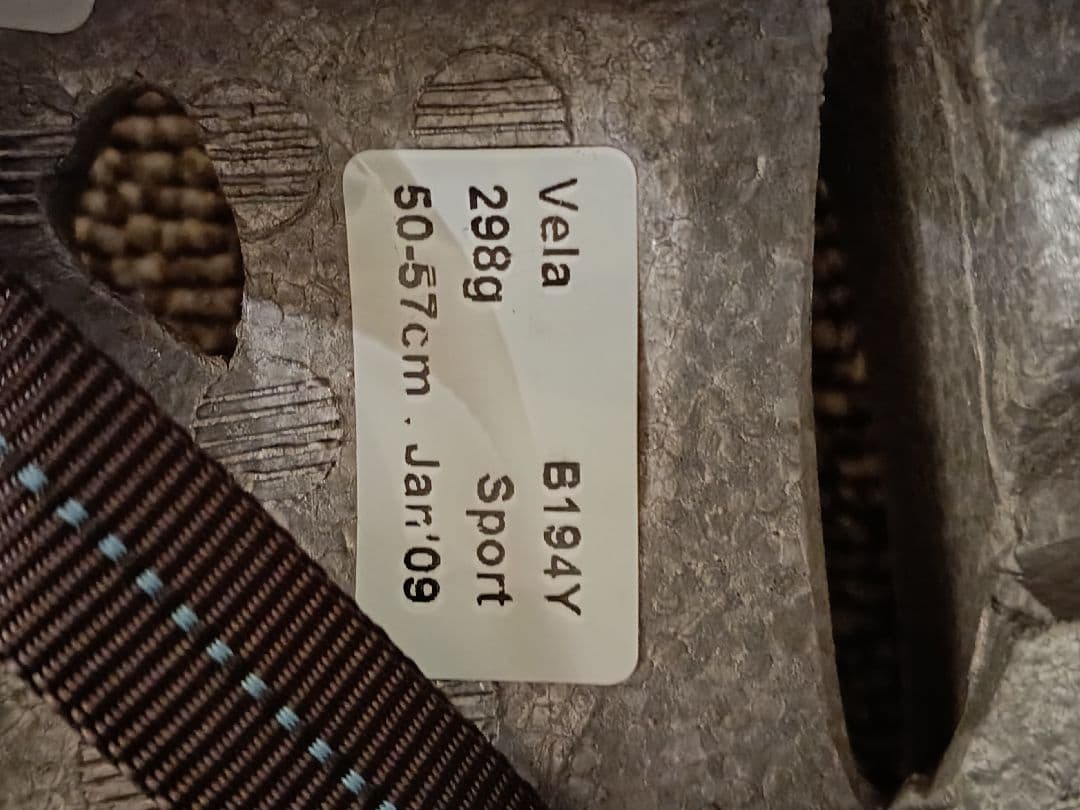 Vela B194Y
298g Sport
50-57cm . Jan'09